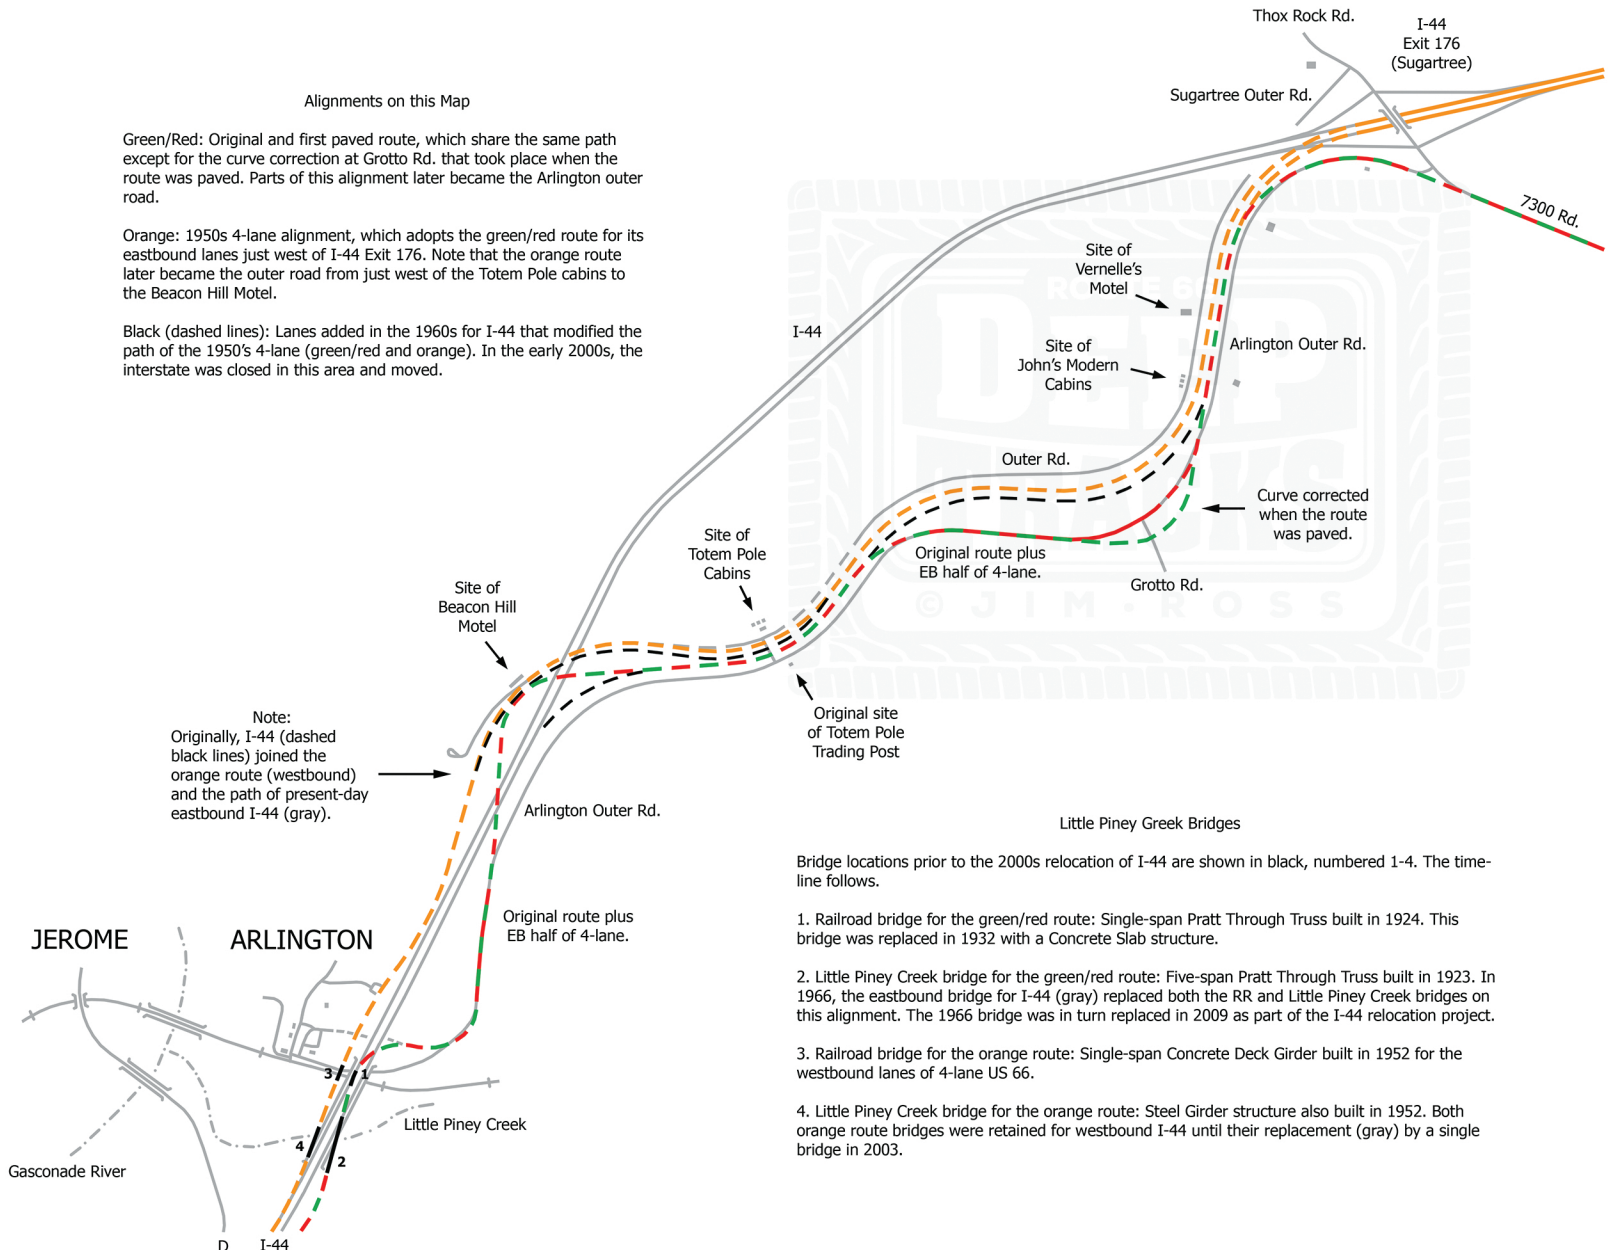 Thox Rock Rd.
I-44
Exit 176
(Sugartree)
Sugartree Outer Rd.
Alignments on this Map
Green/Red: Original and first paved route, which share the same path
except for the curve correction at Grotto Rd. that took place when the
route was paved. Parts of this alignment later became the Arlington outer
road.
Orange: 1950s 4-lane alignment, which adopts the green/red route for its
eastbound lanes just west of I-44 Exit 176. Note that the orange route
later became the outer road from just west of the Totem Pole cabins to
the Beacon Hill Motel.
Black (dashed lines): Lanes added in the 1960s for I-44 that modified the
path of the 1950’s 4-lane (green/red and orange). In the early 2000s, the
interstate was closed in this area and moved.
7300 Rd.
Site of
Vernelle’s
Motel
ROUTE 66
DEEP
TRACKS
© JIM·ROSS
I-44
Site of
John’s Modern
Cabins
Arlington Outer Rd.
Outer Rd.
Curve corrected
when the route
was paved.
Original route plus
EB half of 4-lane.
Grotto Rd.
Site of
Totem Pole
Cabins
Site of
Beacon Hill
Motel
Original site
of Totem Pole
Trading Post
Note:
Originally, I-44 (dashed
black lines) joined the
orange route (westbound)
and the path of present-day
eastbound I-44 (gray).
Arlington Outer Rd.
Original route plus
EB half of 4-lane.
JEROME
ARLINGTON
3
1
4
2
Little Piney Creek
Gasconade River
D
I-44
Little Piney Greek Bridges
Bridge locations prior to the 2000s relocation of I-44 are shown in black, numbered 1-4. The time-
line follows.
1. Railroad bridge for the green/red route: Single-span Pratt Through Truss built in 1924. This
bridge was replaced in 1932 with a Concrete Slab structure.
2. Little Piney Creek bridge for the green/red route: Five-span Pratt Through Truss built in 1923. In
1966, the eastbound bridge for I-44 (gray) replaced both the RR and Little Piney Creek bridges on
this alignment. The 1966 bridge was in turn replaced in 2009 as part of the I-44 relocation project.
3. Railroad bridge for the orange route: Single-span Concrete Deck Girder built in 1952 for the
westbound lanes of 4-lane US 66.
4. Little Piney Creek bridge for the orange route: Steel Girder structure also built in 1952. Both
orange route bridges were retained for westbound I-44 until their replacement (gray) by a single
bridge in 2003.